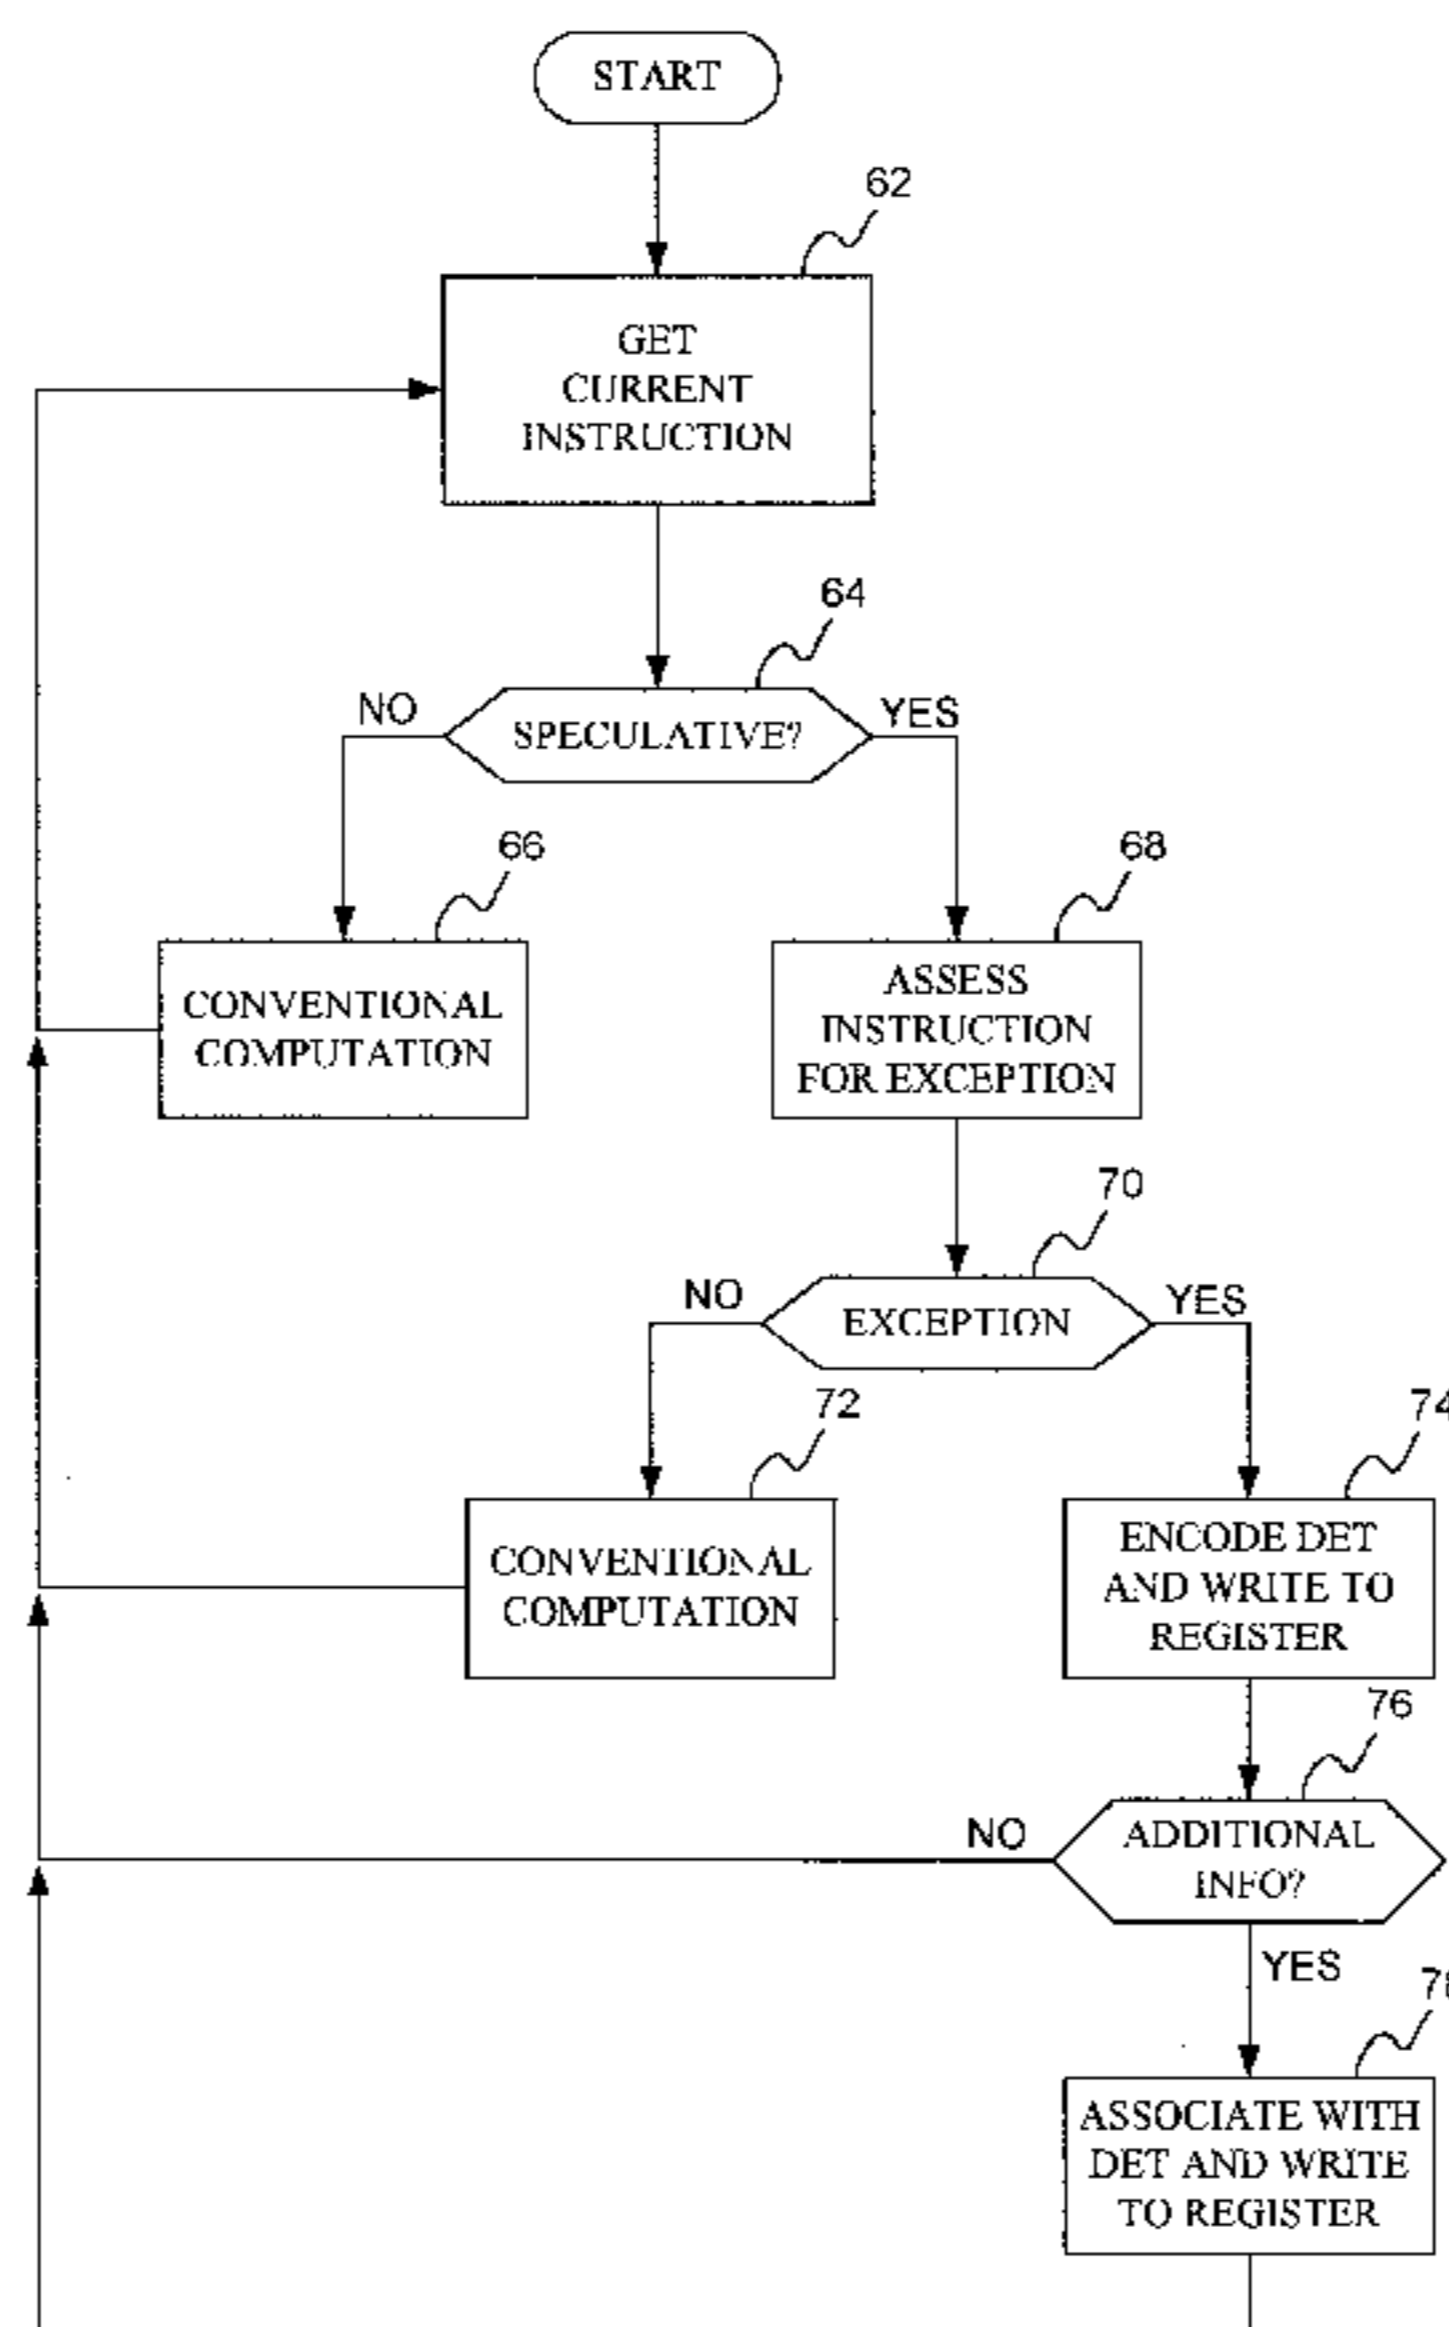 START
62
GET
CURRENT
INSTRUCTION
64
NO
SPECULATIVE?
YES
66
68
CONVENTIONAL
COMPUTATION
ASSESS
INSTRUCTION
FOR EXCEPTION
70
NO
EXCEPTION
YES
72
74
CONVENTIONAL
COMPUTATION
ENCODE DET
AND WRITE TO
REGISTER
76
NO
ADDITIONAL
INFO?
YES
78
ASSOCIATE WITH
DET AND WRITE
TO REGISTER